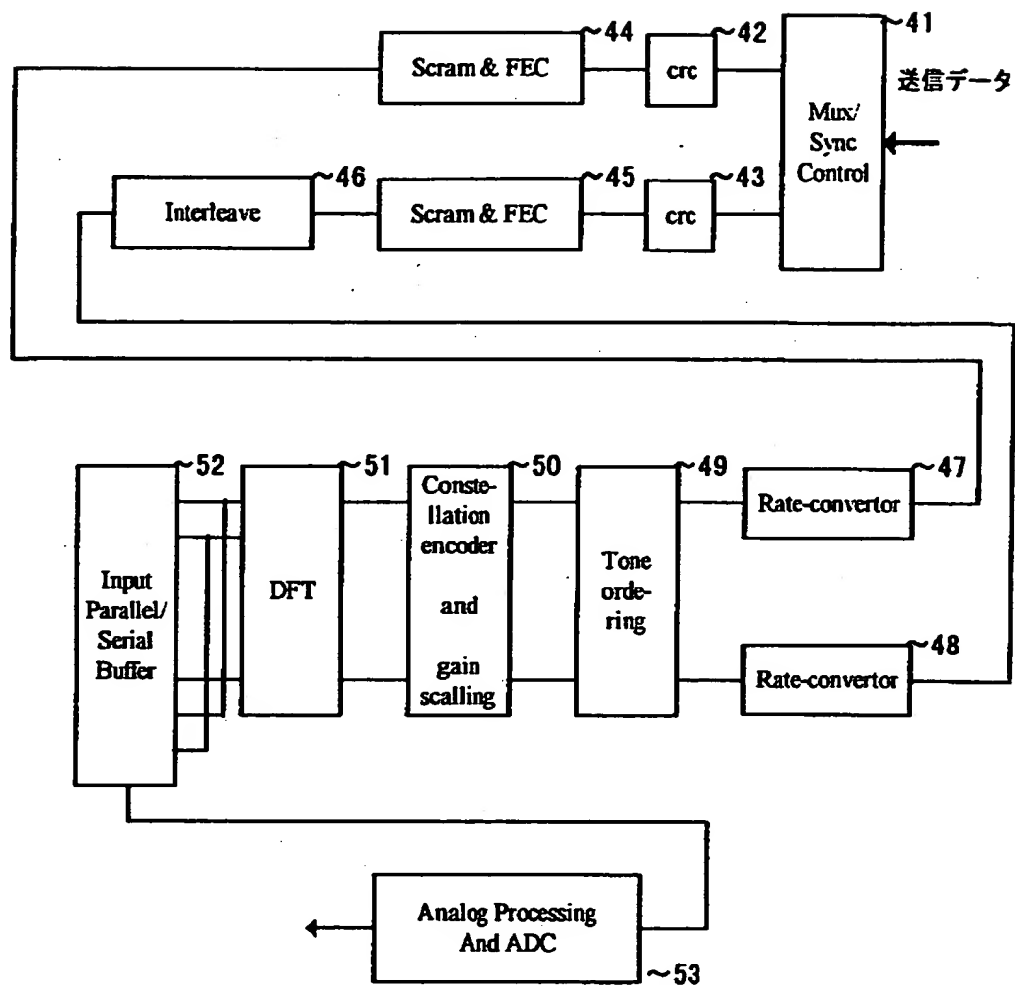 ~44
~42
~41
Scram & FEC
crc
送信データ
Mux/
Sync
Control
~46
~45
~43
Interleave
Scram & FEC
crc
~52
~51
~50
~49
~47
Conste-
llation
encoder
and
gain
scalling
Rate-convertor
Input
Parallel/
Serial
Buffer
DFT
Tone
orde-
ring
~48
Rate-convertor
Analog Processing
And ADC
~53